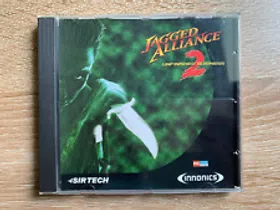 JAGGED
ALLIANCE
2
SIRTECH
INNONICS